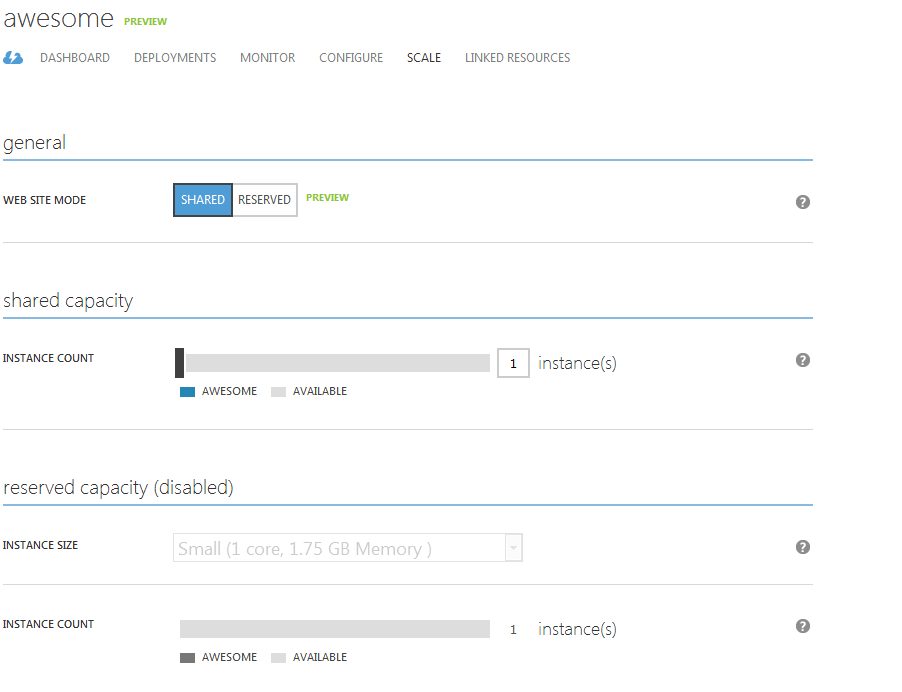 awesome PREVIEW
DASHBOARD DEPLOYMENTS MONITOR CONFIGURE SCALE LINKED RESOURCES
general
WEB SITE MODE SHARED RESERVED PREVIEW ?
shared capacity
INSTANCE COUNT 1 instance(s) ?
AWESOME AVAILABLE
reserved capacity (disabled)
INSTANCE SIZE Small (1 core, 1.75 GB Memory ) ?
INSTANCE COUNT 1 instance(s) ?
AWESOME AVAILABLE